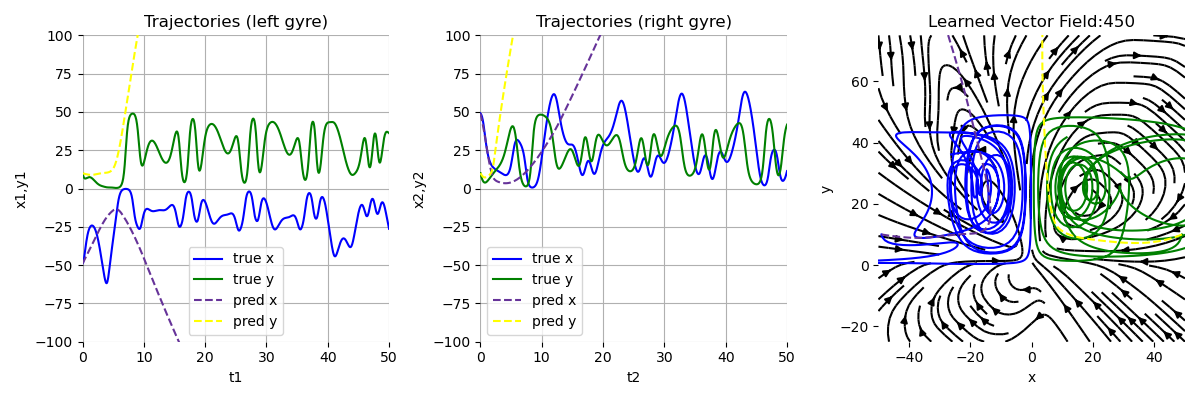 Trajectories (left gyre)
100
75
50
25
0
−25
−50
−75
−100
x1,y1
0
10
20
30
40
50
t1
true x
true y
pred x
pred y
Trajectories (right gyre)
100
75
50
25
0
−25
−50
−75
−100
x2,y2
0
10
20
30
40
50
t2
true x
true y
pred x
pred y
Learned Vector Field:450
60
40
20
0
−20
y
−40
−20
0
20
40
x